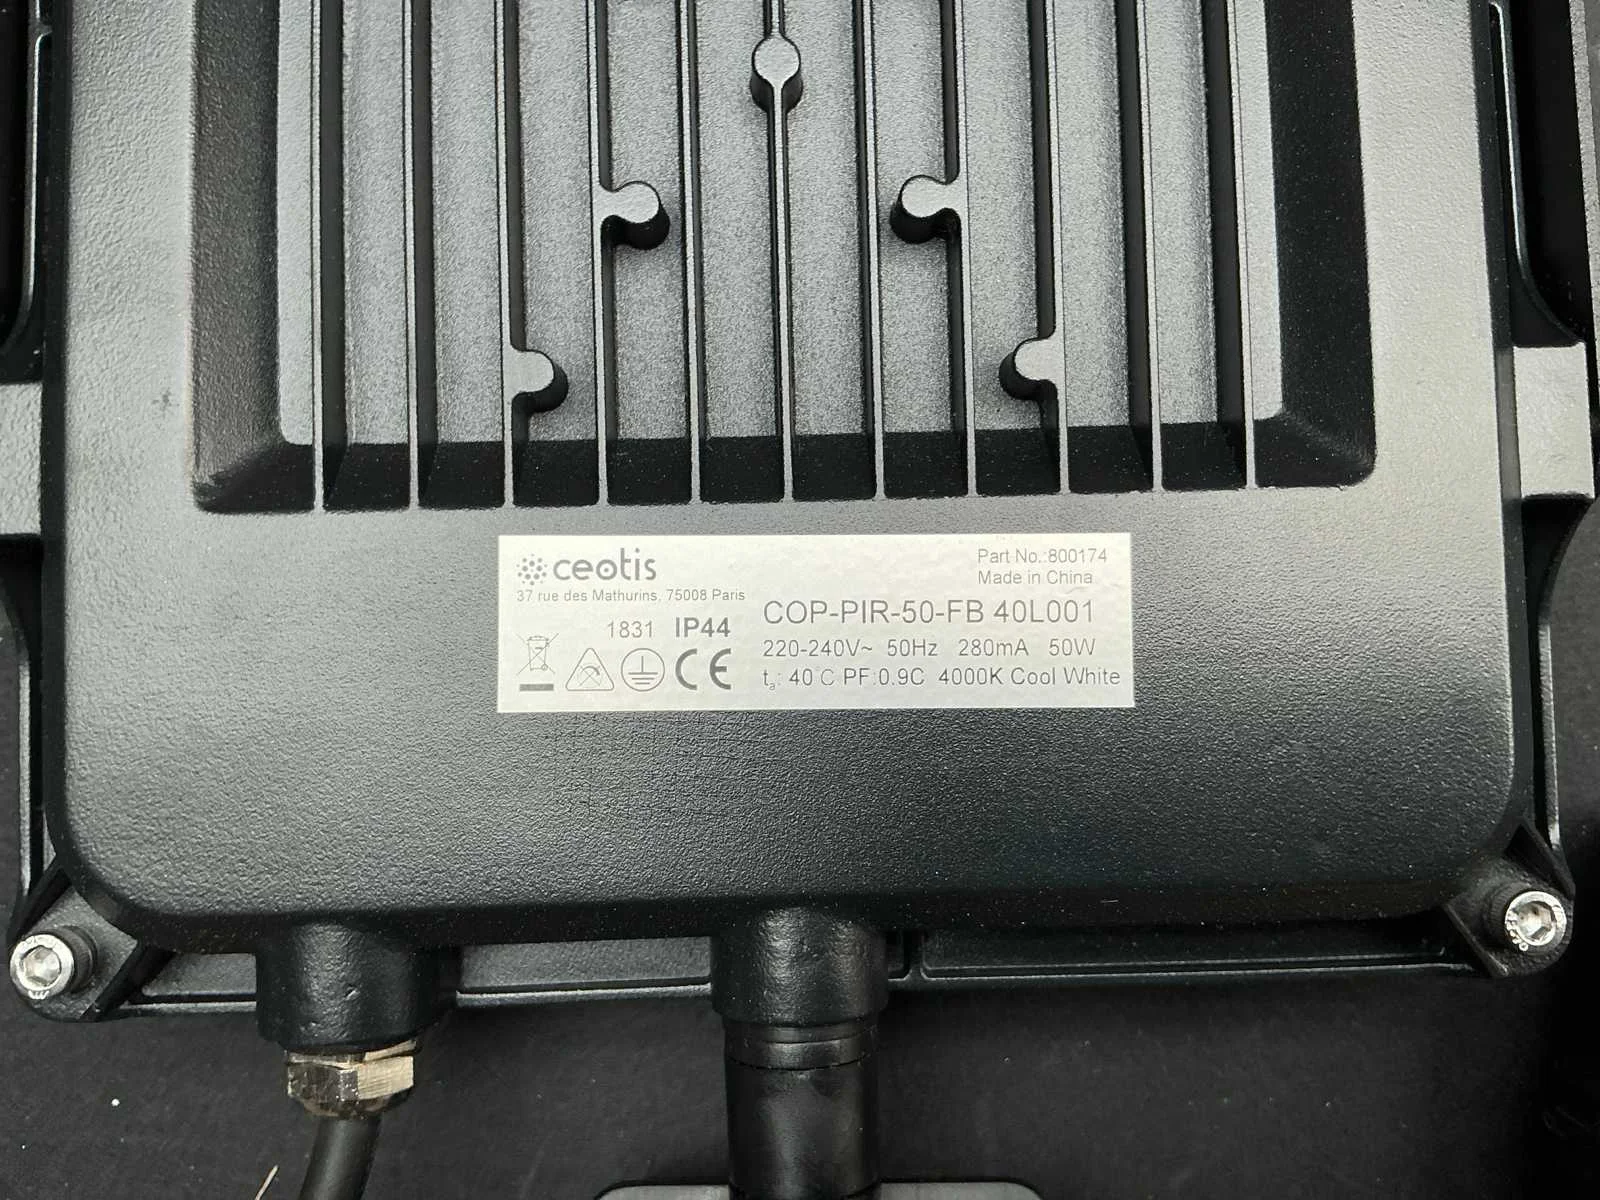 ceotis
37 rue des Mathurins, 75008 Paris
Part No.:800174
Made in China
COP-PIR-50-FB 40L001
1831 IP44
220-240V~ 50Hz 280mA 50W
CE
ta: 40°C PF:0.9C 4000K Cool White